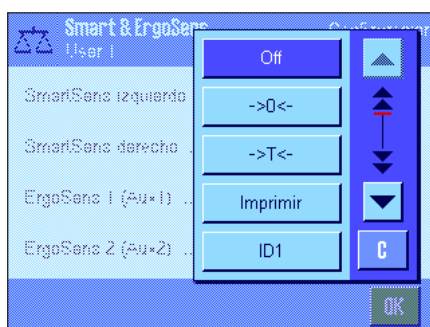 Smart & ErgoSens
User 1
Off
SmartSens izquierdo
->0<-
SmartSens derecho
->T<-
ErgoSens 1 (Aux1) ..
Imprimir
ErgoSens 2 (Aux2) ..
ID1
C
OK